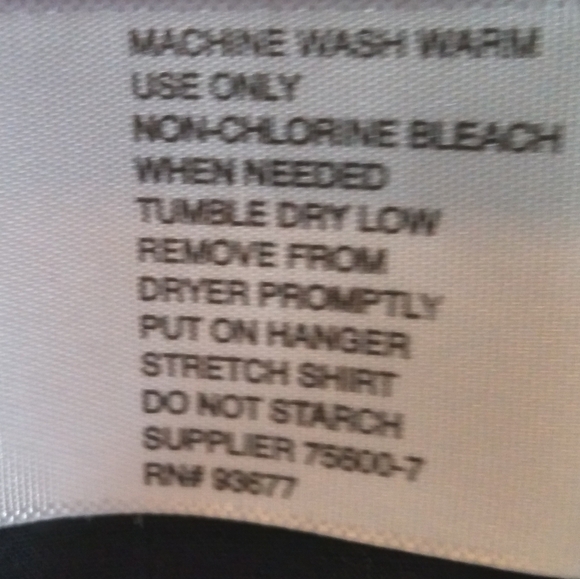 MACHINE WASH WARM
USE ONLY
NON-CHLORINE BLEACH
WHEN NEEDED
TUMBLE DRY LOW
REMOVE FROM
DRYER PROMPTLY
PUT ON HANGER
STRETCH SHIRT
DO NOT STARCH
SUPPLIER 75600-7
RN# 93677